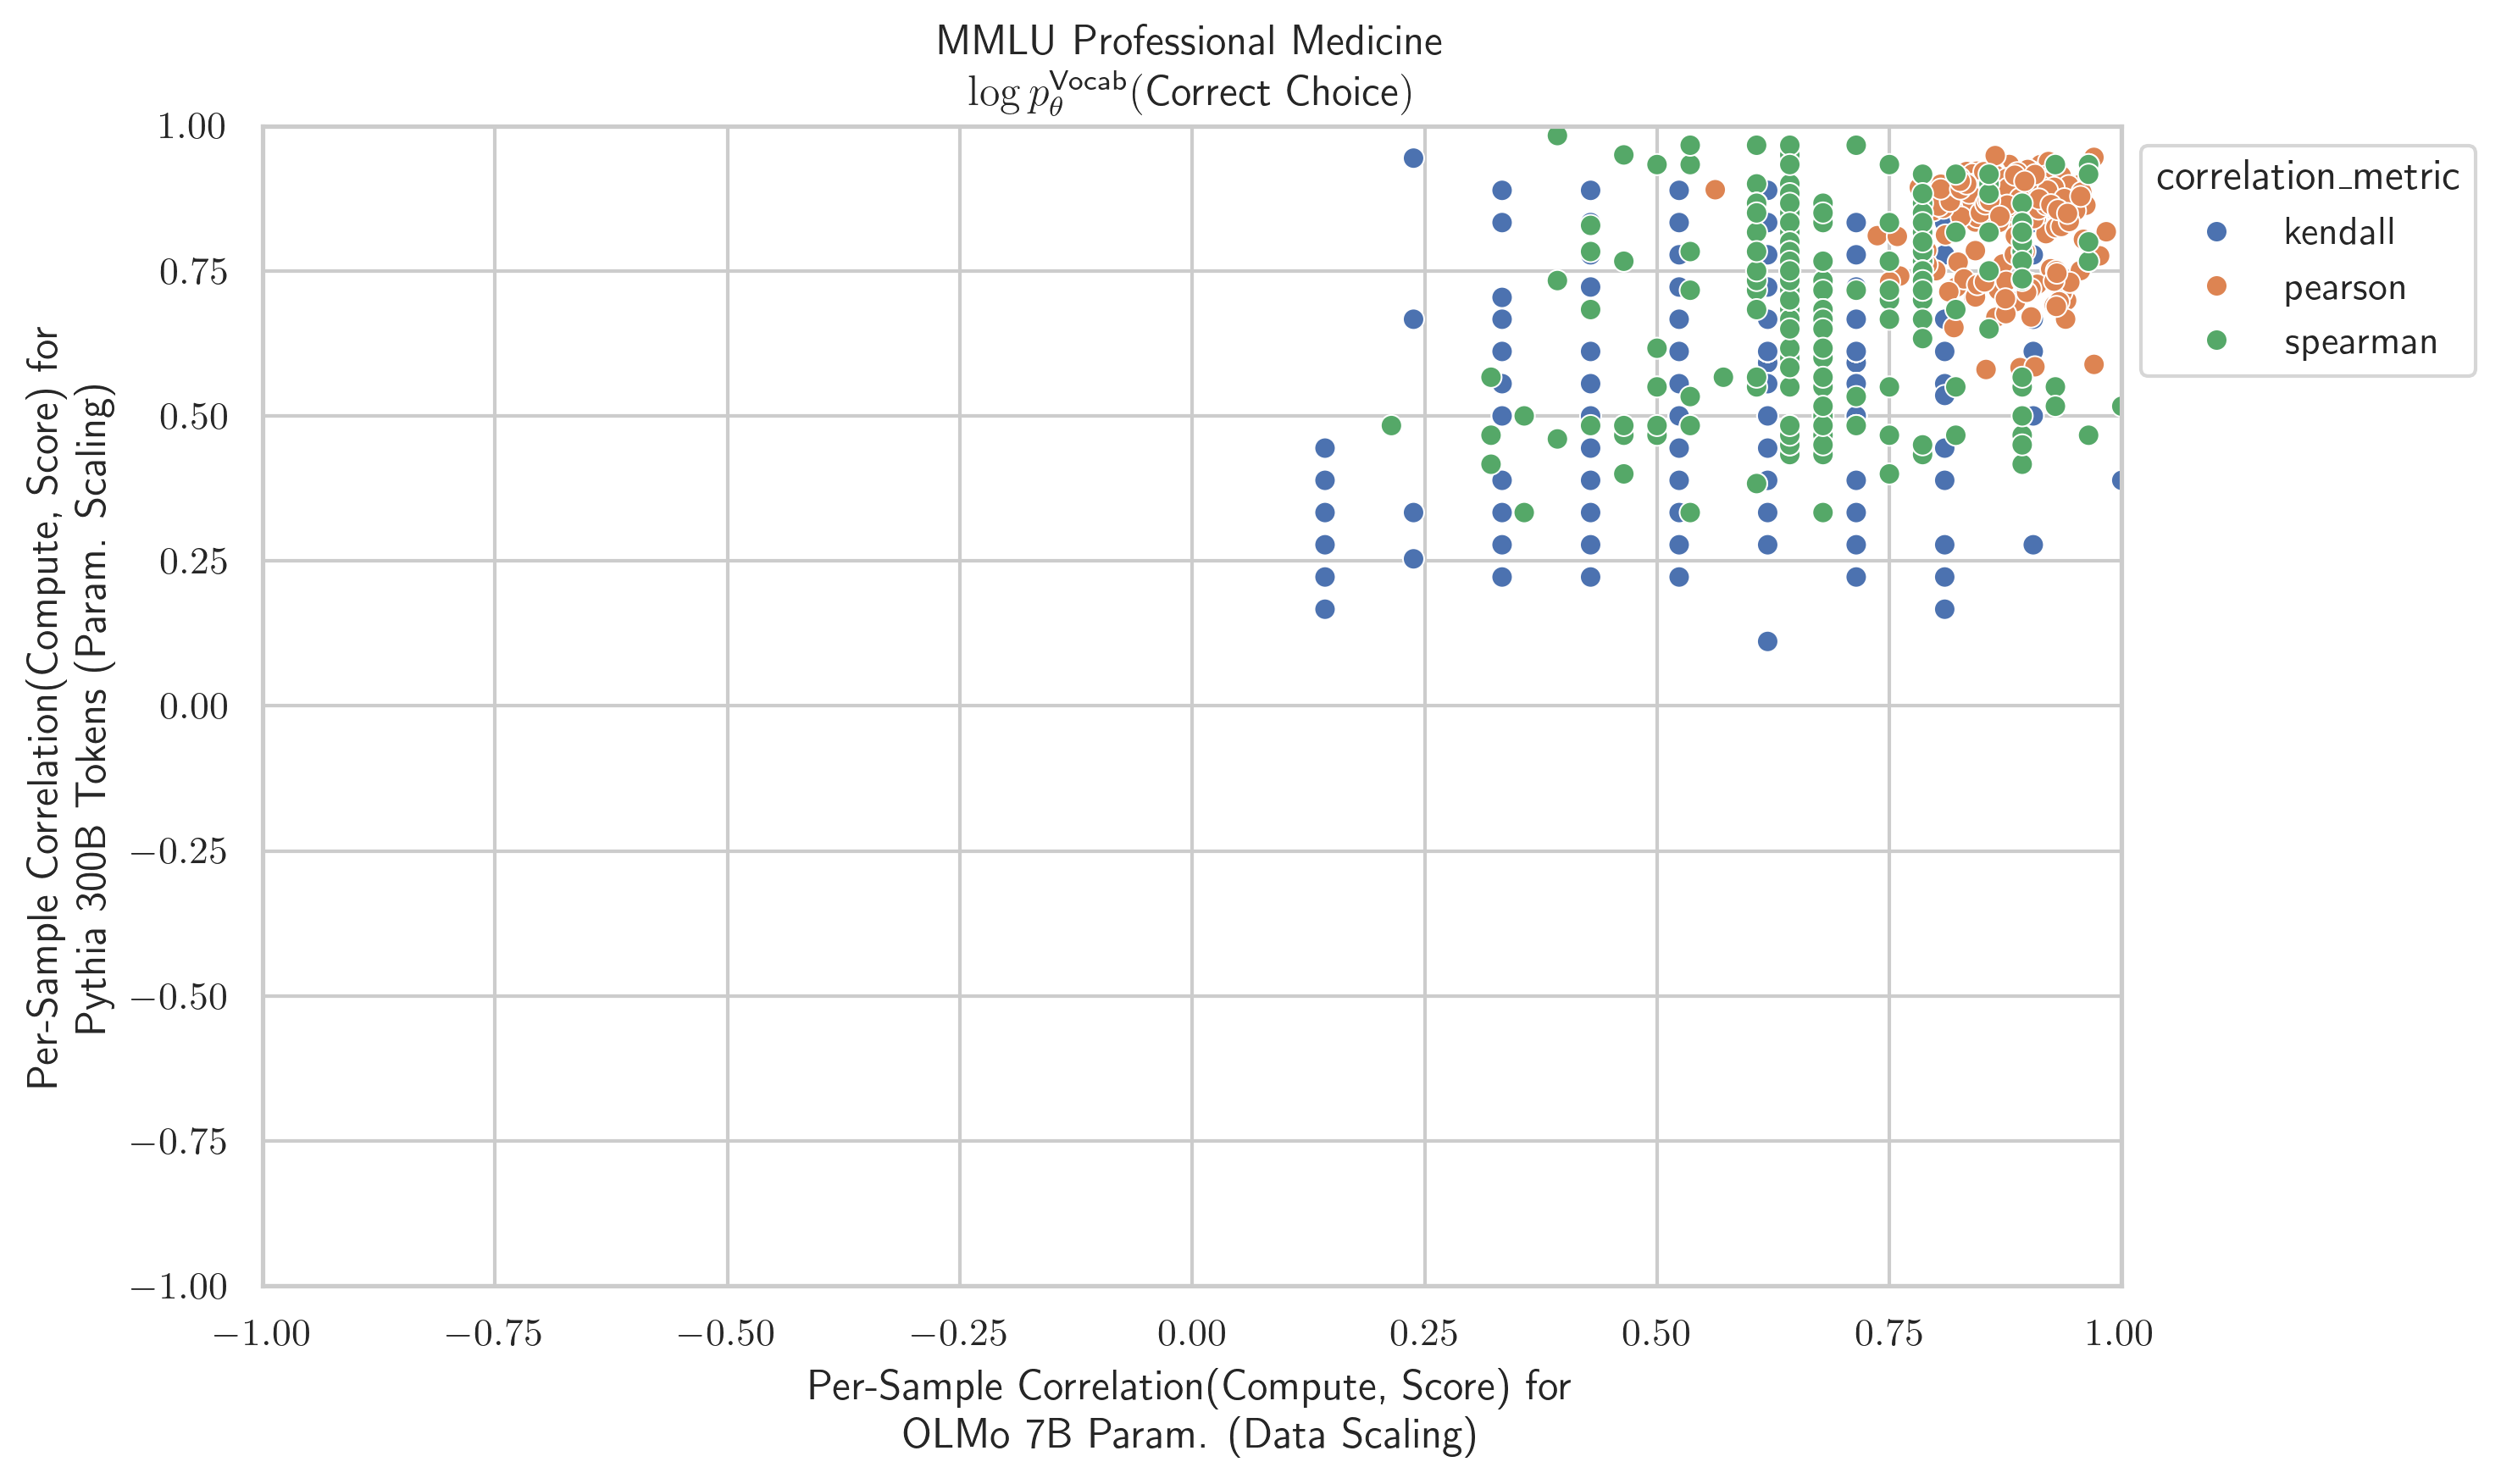 MMLU Professional Medicine
log p_θ^Vocab(Correct Choice)
1.00
0.75
0.50
0.25
0.00
−0.25
−0.50
−0.75
−1.00
Per-Sample Correlation(Compute, Score) for
Pythia 300B Tokens (Param. Scaling)
−1.00 −0.75 −0.50 −0.25 0.00 0.25 0.50 0.75 1.00
Per-Sample Correlation(Compute, Score) for
OLMo 7B Param. (Data Scaling)
correlation_metric
kendall
pearson
spearman